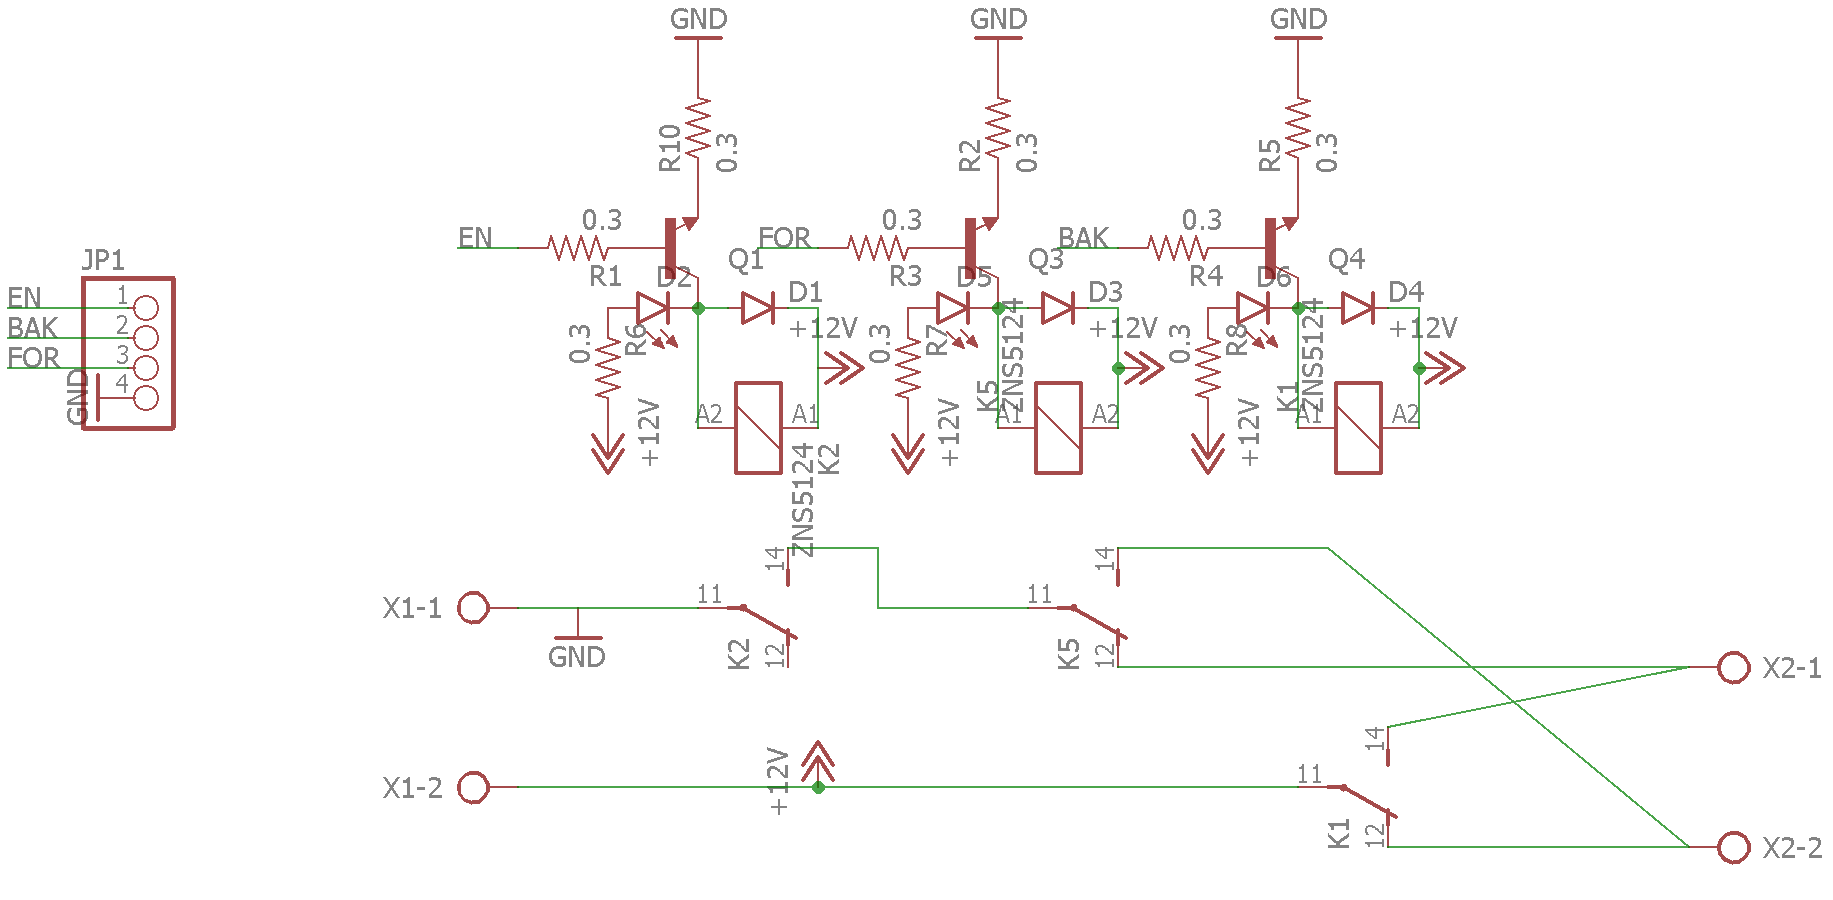 GND GND GND
R10 0.3 R2 0.3 R5 0.3
0.3 0.3 0.3
EN FOR BAK
R1 D2 Q1 R3 D5 Q3 R4 D6 Q4
D1 D3 D4
+12V +12V +12V
0.3 R6 0.3 R7 0.3 R8
JP1
EN 1
BAK 2
FOR 3
GND 4
+12V +12V +12V
A2 A1 A1 A2 A1 A2
K2 K5 K1
ZNS5124 ZNS5124 ZNS5124
X1-1 11 14 12 K2 11 14 12 K5
GND
X2-1
X1-2 +12V 11 14 12 K1
X2-2